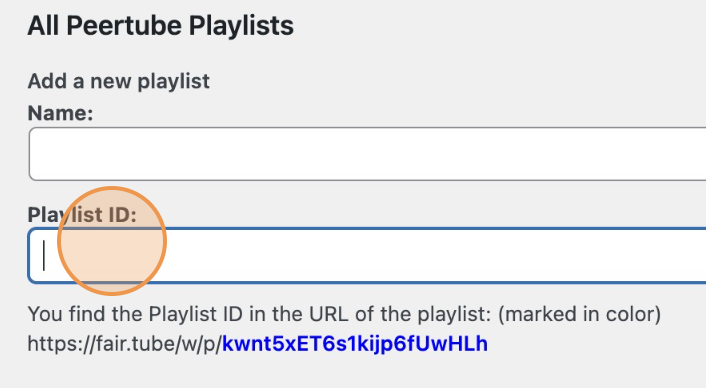 All Peertube Playlists
Add a new playlist
Name:
Playlist ID:
You find the Playlist ID in the URL of the playlist: (marked in color)
https://fair.tube/w/p/kwnt5xET6s1kijp6fUwHLh